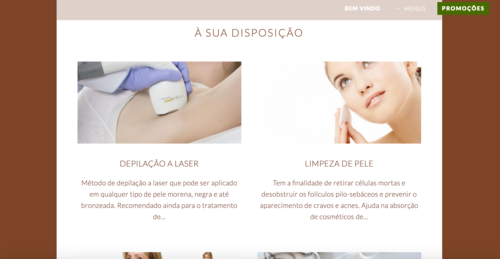 BEM VINDO
MENUS
PROMOÇÕES
À SUA DISPOSIÇÃO
DEPILAÇÃO A LASER
Método de depilação a laser que pode ser aplicado
em qualquer tipo de pele morena, negra e até
bronzeada. Recomendado ainda para o tratamento
de...
LIMPEZA DE PELE
Tem a finalidade de retirar células mortas e
desobstruir os folículos pilo-sebáceos e prevenir o
aparecimento de cravos e acnes. Ajuda na absorção
de cosméticos de...